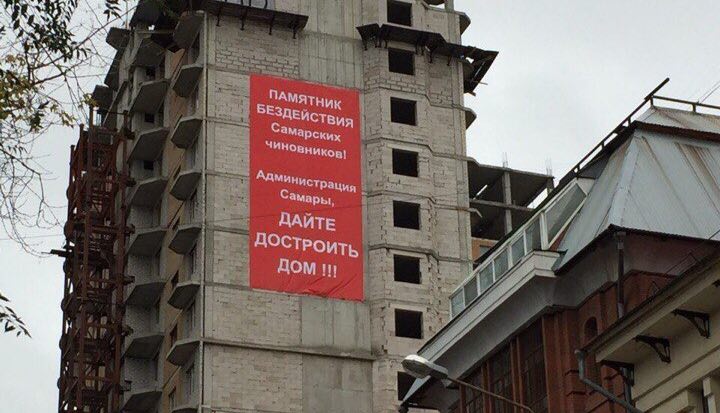 ПАМЯТНИК
БЕЗДЕЙСТВИЯ
Самарских
чиновников!
Администрация
Самары,
ДАЙТЕ
ДОСТРОИТЬ
ДОМ !!!